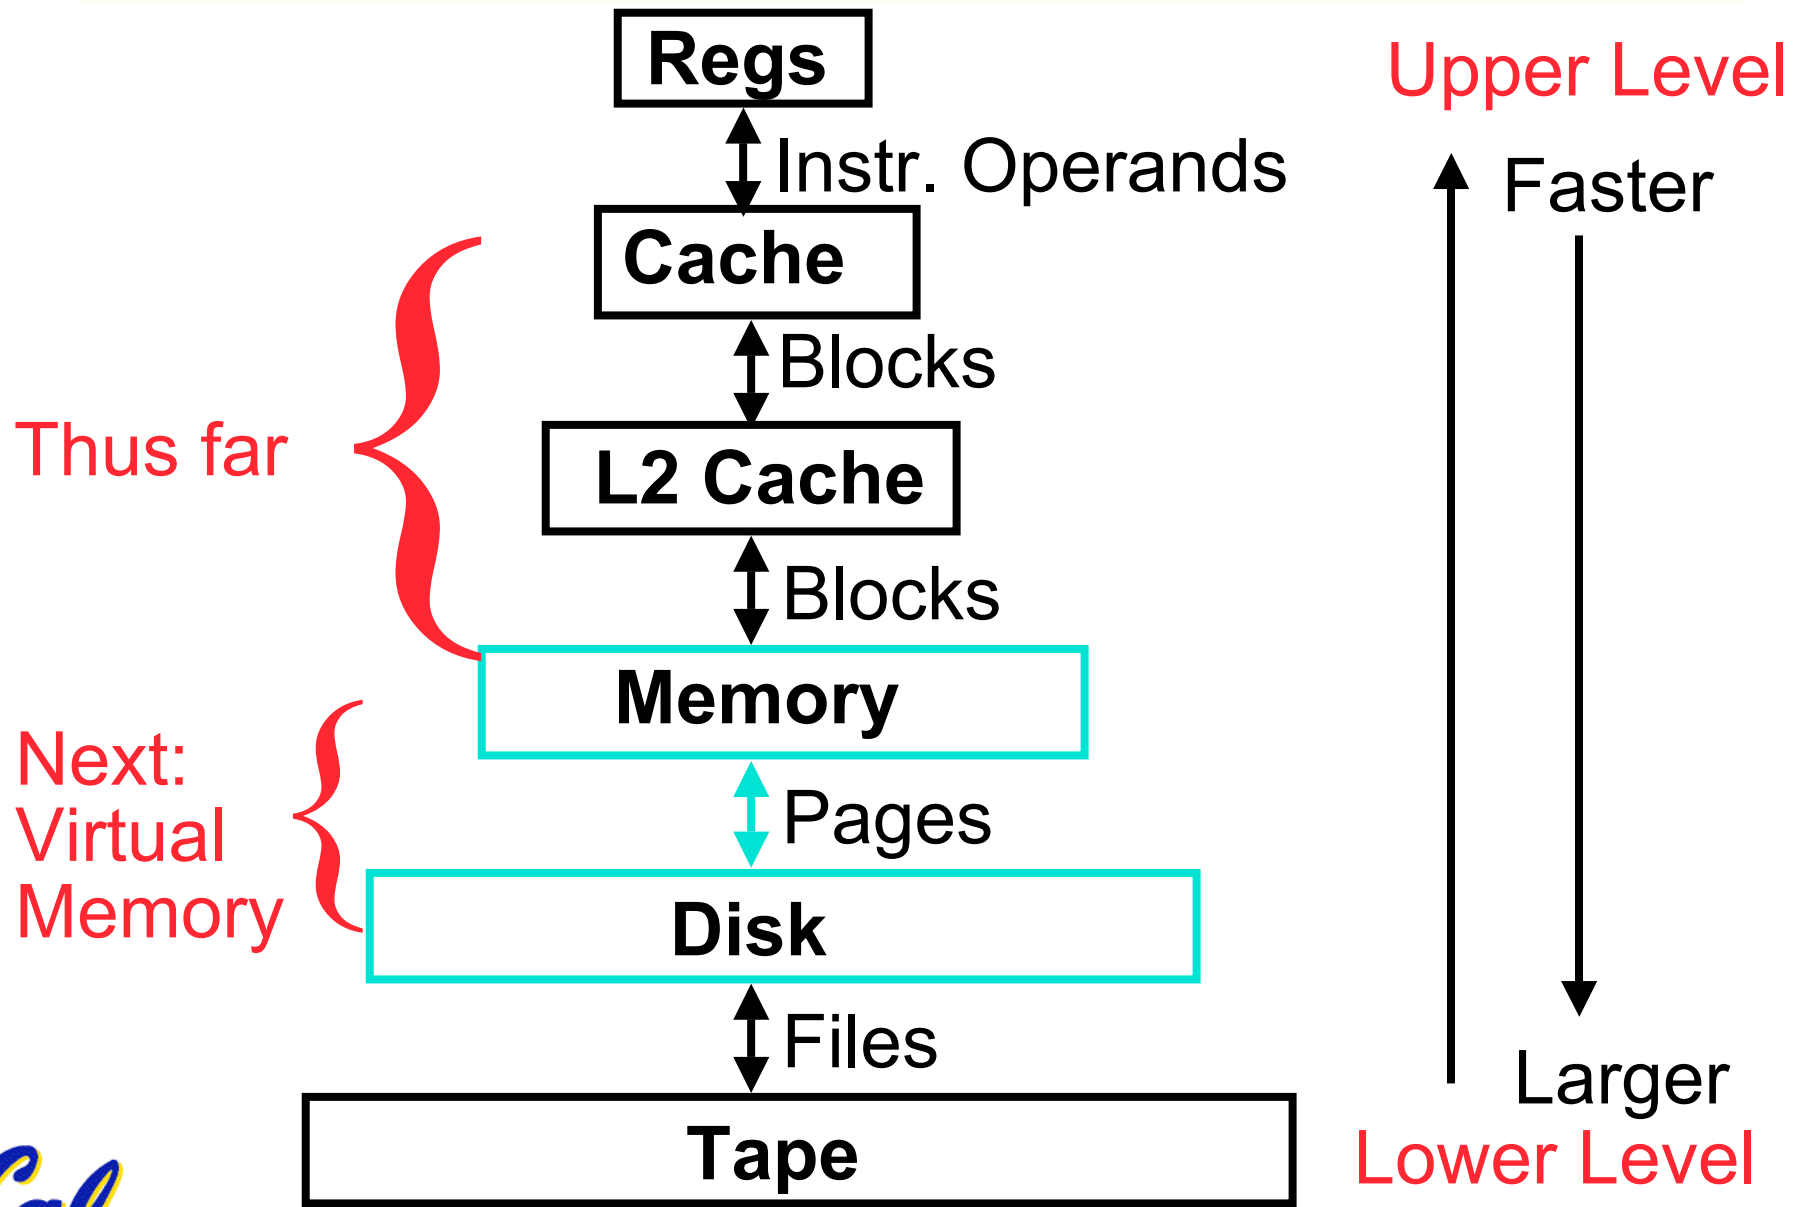 Regs
Upper Level
Instr. Operands
Faster
Cache
Blocks
Thus far
L2 Cache
Blocks
Memory
Next:
Virtual
Memory
Pages
Disk
Files
Larger
Tape
Lower Level
Cal